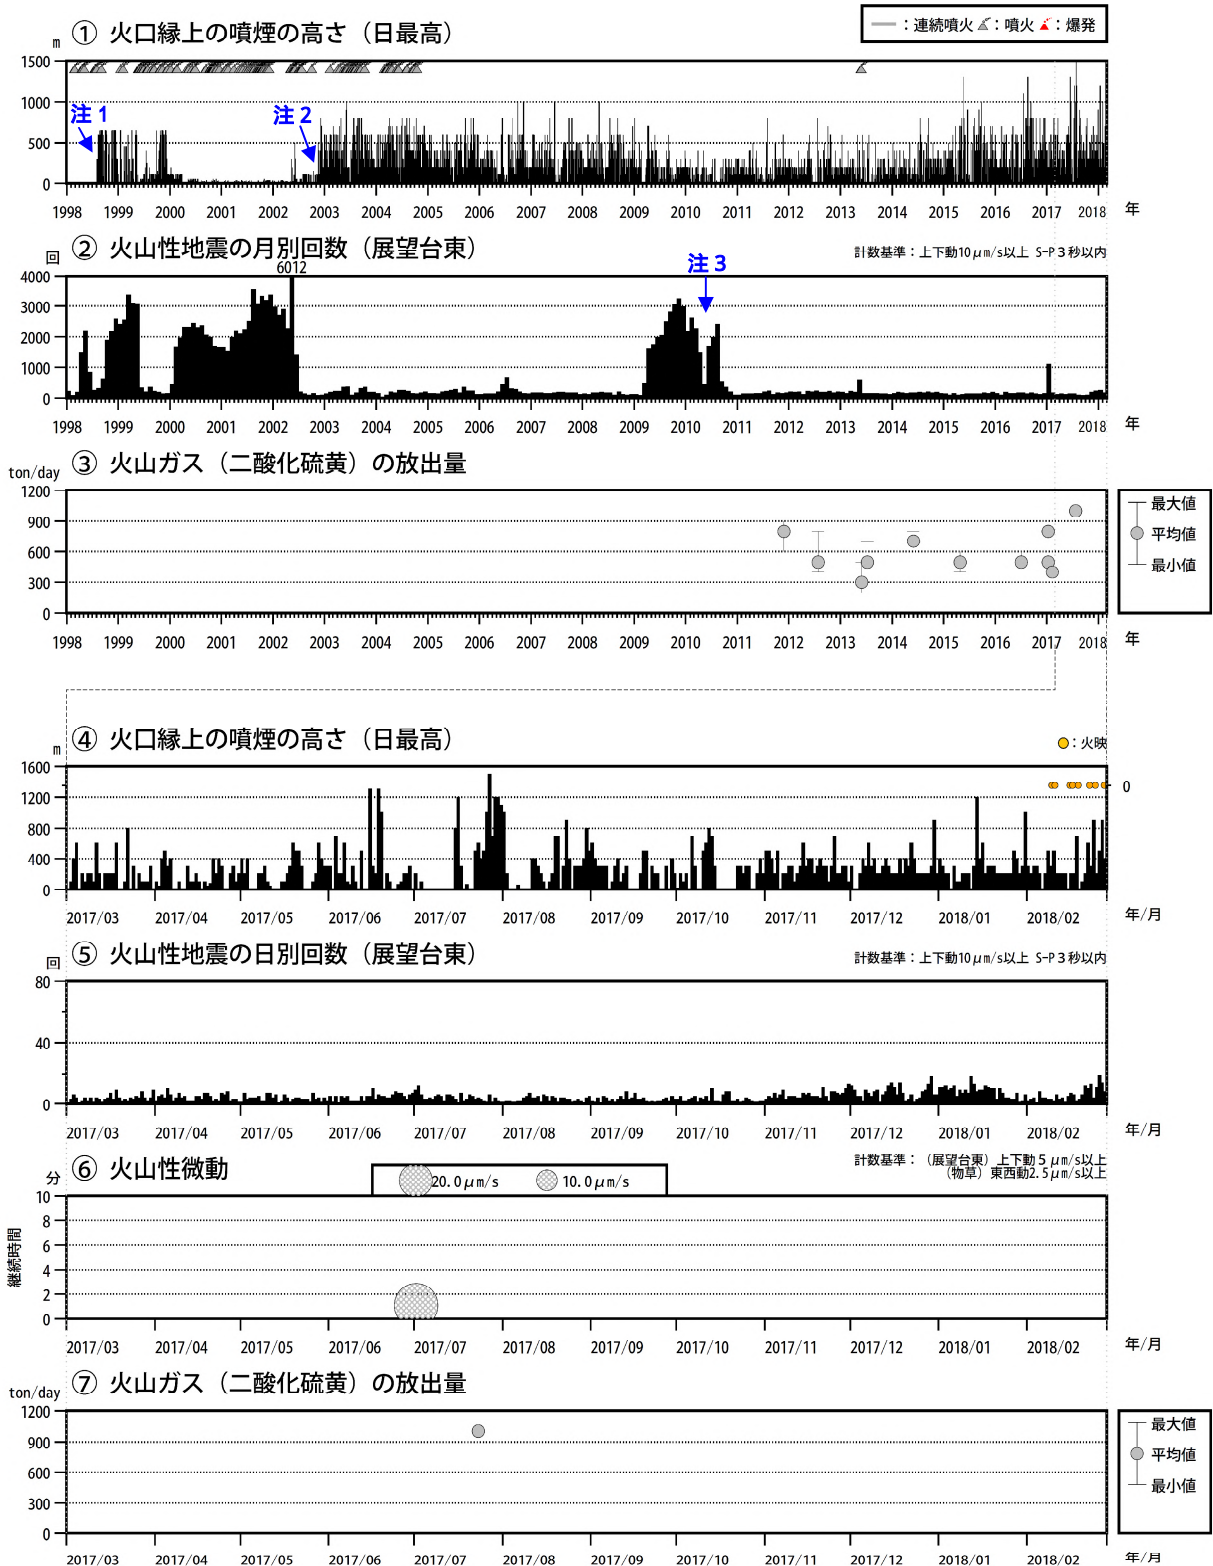 ① 火口縁上の噴煙の高さ（日最高）
m
━ ：連続噴火 ：噴火 ：爆発
1500
1000
500
0
注１
注２
1998 1999 2000 2001 2002 2003 2004 2005 2006 2007 2008 2009 2010 2011 2012 2013 2014 2015 2016 2017 2018 年
② 火山性地震の月別回数（展望台東）
回
計数基準：上下動10μm/s以上 S-P３秒以内
6012
注３
4000
3000
2000
1000
0
1998 1999 2000 2001 2002 2003 2004 2005 2006 2007 2008 2009 2010 2011 2012 2013 2014 2015 2016 2017 2018 年
③ 火山ガス（二酸化硫黄）の放出量
ton/day
1200
900
600
300
0
最大値
平均値
最小値
1998 1999 2000 2001 2002 2003 2004 2005 2006 2007 2008 2009 2010 2011 2012 2013 2014 2015 2016 2017 2018 年
④ 火口縁上の噴煙の高さ（日最高）
m
：火映
1600
1200
800
400
0
0
2017/03 2017/04 2017/05 2017/06 2017/07 2017/08 2017/09 2017/10 2017/11 2017/12 2018/01 2018/02 年/月
⑤ 火山性地震の日別回数（展望台東）
回
計数基準：上下動10μm/s以上 S-P３秒以内
80
40
0
2017/03 2017/04 2017/05 2017/06 2017/07 2017/08 2017/09 2017/10 2017/11 2017/12 2018/01 2018/02 年/月
⑥ 火山性微動
分
20.0μm/s 10.0μm/s
計数基準：（展望台東）上下動５μm/s以上
（物草）東西動2.5μm/s以上
継続時間
10
8
6
4
2
0
2017/03 2017/04 2017/05 2017/06 2017/07 2017/08 2017/09 2017/10 2017/11 2017/12 2018/01 2018/02 年/月
⑦ 火山ガス（二酸化硫黄）の放出量
ton/day
1200
900
600
300
0
最大値
平均値
最小値
2017/03 2017/04 2017/05 2017/06 2017/07 2017/08 2017/09 2017/10 2017/11 2017/12 2018/01 2018/02 年/月